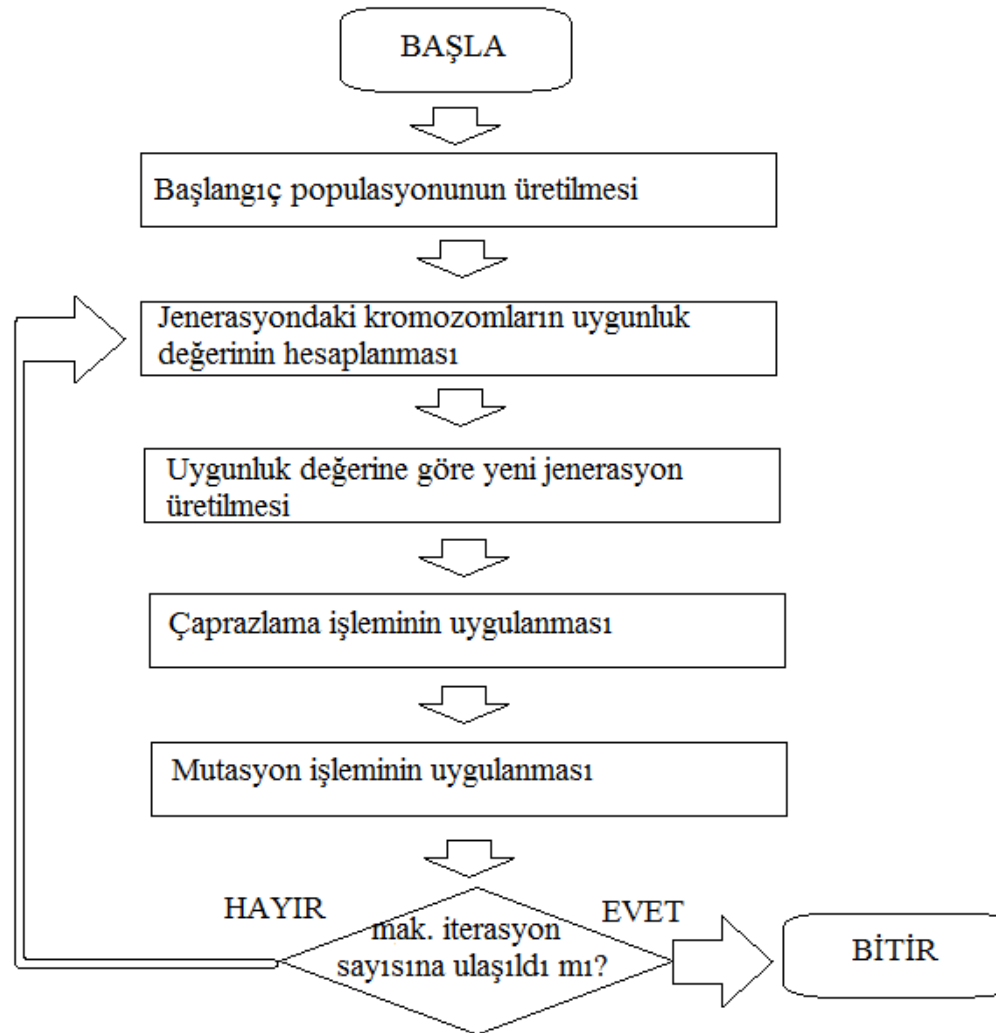 BAŞLA
Başlangıç populasyonunun üretilmesi
Jenerasyondaki kromozomların uygunluk
değerinin hesaplanması
Uygunluk değerine göre yeni jenerasyon
üretilmesi
Çaprazlama işleminin uygulanması
Mutasyon işleminin uygulanması
HAYIR
mak. iterasyon
sayısına ulaşıldı mı?
EVET
BİTİR